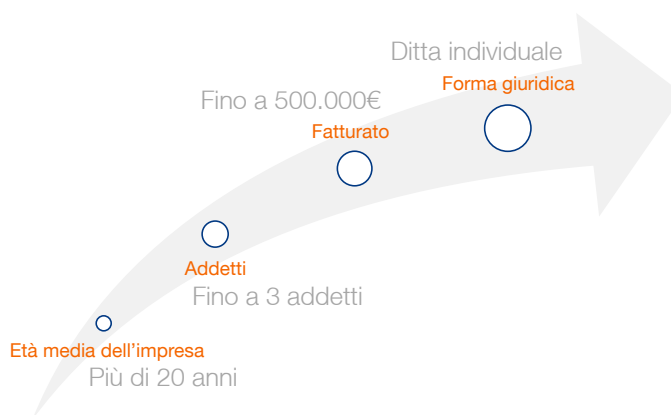 Ditta individuale
Forma giuridica
Fino a 500.000€
Fatturato
Addetti
Fino a 3 addetti
Età media dell'impresa
Più di 20 anni